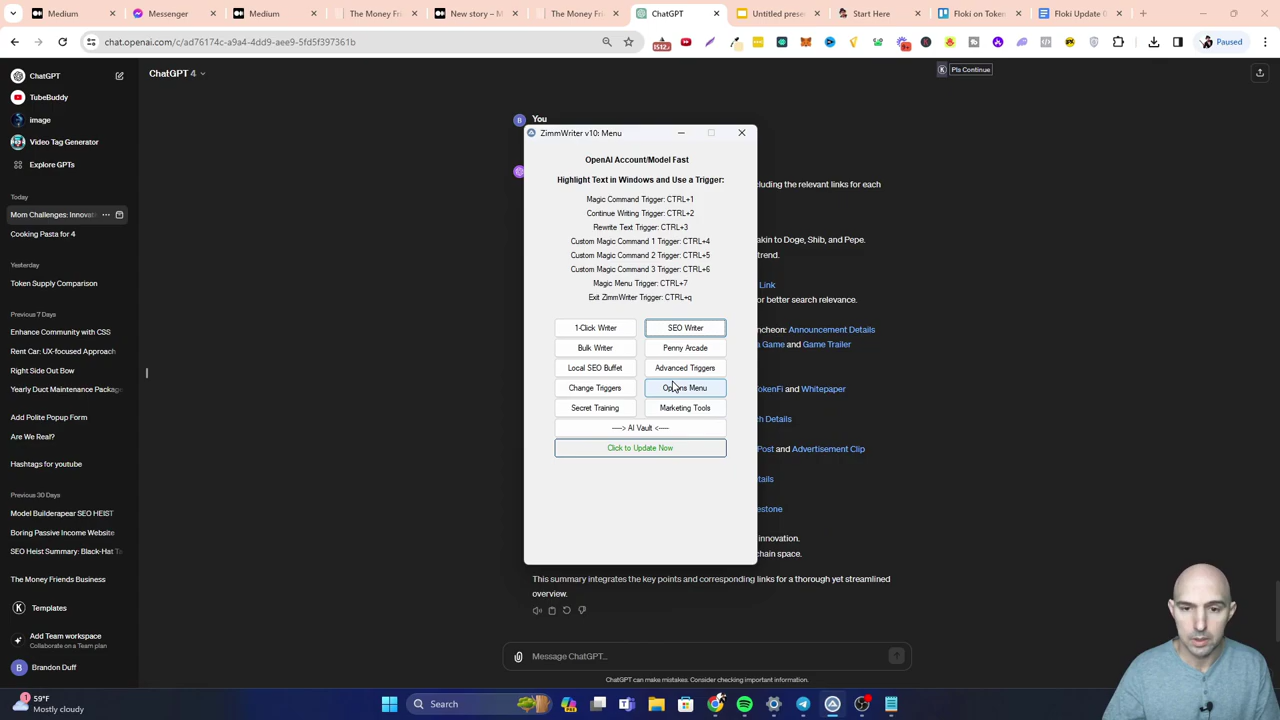 Medium
Messenger
Medium
The Money Frie
New story – M
The Money Frie
ChatGPT
Untitled prese
Start Here
Floki on Token
Floki Update 0
chat.openai.com/c/ad76174c-a9a4-4dd9-aee9-5fd5f397361b
Paused
ChatGPT
TubeBuddy
image
Video Tag Generator
Explore GPTs
Today
Mom Challenges: Innovat
Cooking Pasta for 4
Yesterday
Token Supply Comparison
Previous 7 Days
Enhance Community with CSS
Rent Car: UX-focused Approach
Right Side Out Bow
Yearly Duct Maintenance Packages
Add Polite Popup Form
Are We Real?
Hashtags for youtube
Previous 30 Days
Model Builderapear SEO HEIST
Boring Passive Income Website
SEO Heist Summary: Black-Hat Ta
The Money Friends Business
Templates
Add Team workspace
Collaborate on a Team plan
Brandon Duff
ChatGPT 4
Pls Continue
You
ZimmWriter v10: Menu
OpenAI Account/Model Fast
Highlight Text in Windows and Use a Trigger:
Magic Command Trigger: CTRL+1
Continue Writing Trigger: CTRL+2
Rewrite Text Trigger: CTRL+3
Custom Magic Command 1 Trigger: CTRL+4
Custom Magic Command 2 Trigger: CTRL+5
Custom Magic Command 3 Trigger: CTRL+6
Magic Menu Trigger: CTRL+7
Exit ZimmWriter Trigger: CTRL+q
1-Click Writer
SEO Writer
Bulk Writer
Penny Arcade
Local SEO Buffet
Advanced Triggers
Change Triggers
Options Menu
Secret Training
Marketing Tools
----> AI Vault <----
Click to Update Now
cluding the relevant links for each
akin to Doge, Shib, and Pepe.
trend.
Link
or better search relevance.
ncheon: Announcement Details
a Game and Game Trailer
TokenFi and Whitepaper
ch Details
Post and Advertisement Clip
tails
estone
innovation.
chain space.
This summary integrates the key points and corresponding links for a thorough yet streamlined
overview.
Message ChatGPT...
ChatGPT can make mistakes. Consider checking important information.
59°F
Mostly cloudy
Search